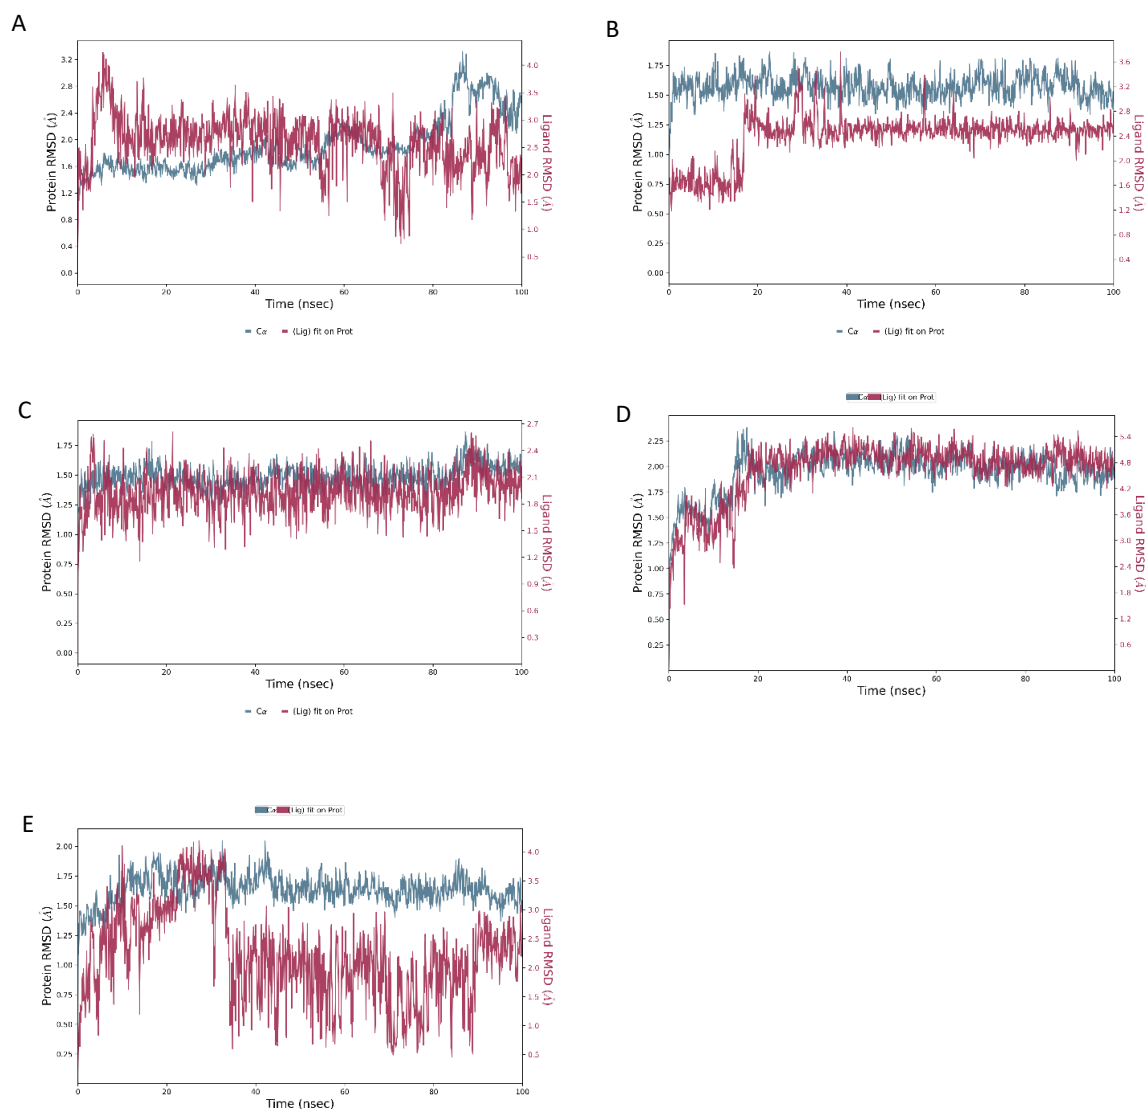 A
Protein RMSD (Å)
3.2
2.8
2.4
2.0
1.6
1.2
0.8
0.4
0.0
0 20 40 60 80 100
Time (nsec)
4.0
3.5
3.0
2.5
2.0
1.5
1.0
0.5
Ligand RMSD (Å)
Cα (Lig) fit on Prot
B
Protein RMSD (Å)
1.75
1.50
1.25
1.00
0.75
0.50
0.25
0.00
0 20 40 60 80 100
Time (nsec)
3.6
3.2
2.8
2.4
2.0
1.6
1.2
0.8
0.4
Ligand RMSD (Å)
Cα (Lig) fit on Prot
C
Protein RMSD (Å)
1.75
1.50
1.25
1.00
0.75
0.50
0.25
0.00
0 20 40 60 80 100
Time (nsec)
2.7
2.4
2.1
1.8
1.5
1.2
0.9
0.6
0.3
Ligand RMSD (Å)
Cα (Lig) fit on Prot
D
Cα (Lig) fit on Prot
Protein RMSD (Å)
2.25
2.00
1.75
1.50
1.25
1.00
0.75
0.50
0.25
0 20 40 60 80 100
Time (nsec)
5.4
4.8
4.2
3.6
3.0
2.4
1.8
1.2
0.6
Ligand RMSD (Å)
E
Cα (Lig) fit on Prot
Protein RMSD (Å)
2.00
1.75
1.50
1.25
1.00
0.75
0.50
0.25
0 20 40 60 80 100
Time (nsec)
4.0
3.5
3.0
2.5
2.0
1.5
1.0
0.5
Ligand RMSD (Å)